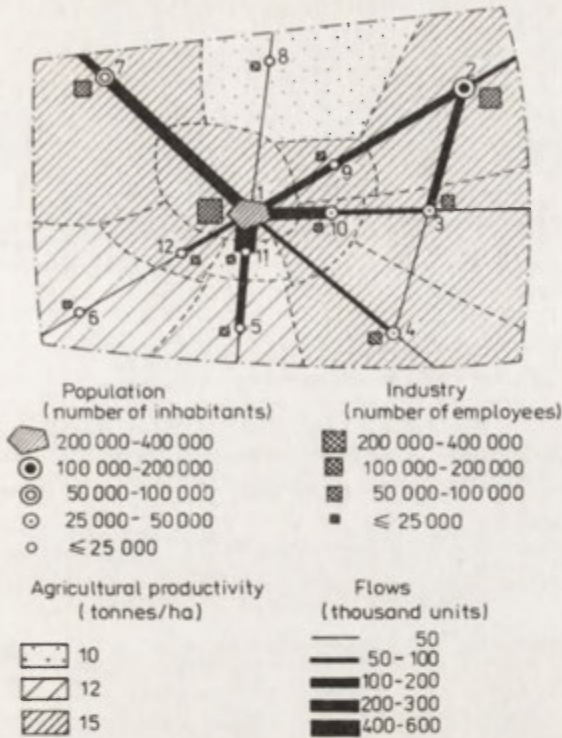 7
8
2
9
1
10
3
12
11
6
5
4
Population
(number of inhabitants)
200 000-400 000
100 000-200 000
50 000-100 000
25 000- 50 000
≤ 25 000
Industry
(number of employees)
200 000-400 000
100 000-200 000
50 000-100 000
≤ 25 000
Agricultural productivity
(tonnes/ha)
10
12
15
Flows
(thousand units)
50
50-100
100-200
200-300
400-600